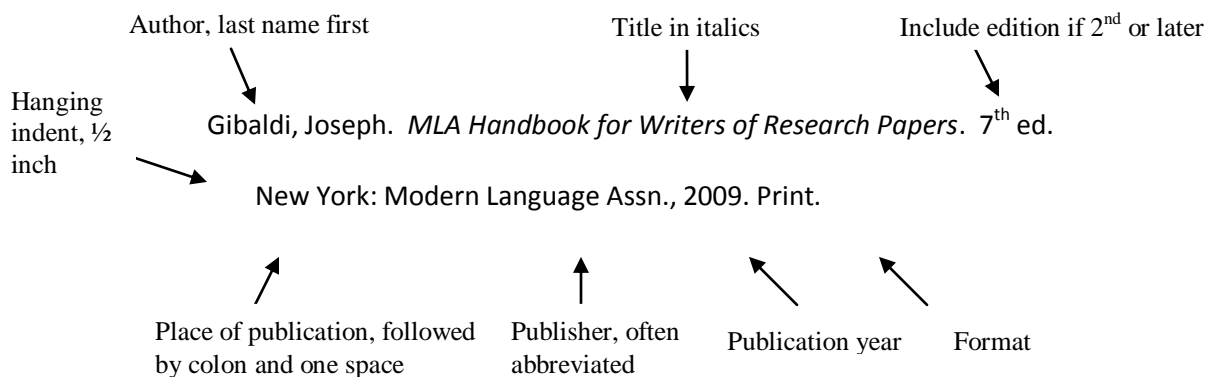 Author, last name first
Title in italics
Include edition if 2nd or later
Hanging
indent, ½
inch
Gibaldi, Joseph.  MLA Handbook for Writers of Research Papers.  7th ed.
New York: Modern Language Assn., 2009. Print.
Place of publication, followed
by colon and one space
Publisher, often
abbreviated
Publication year
Format